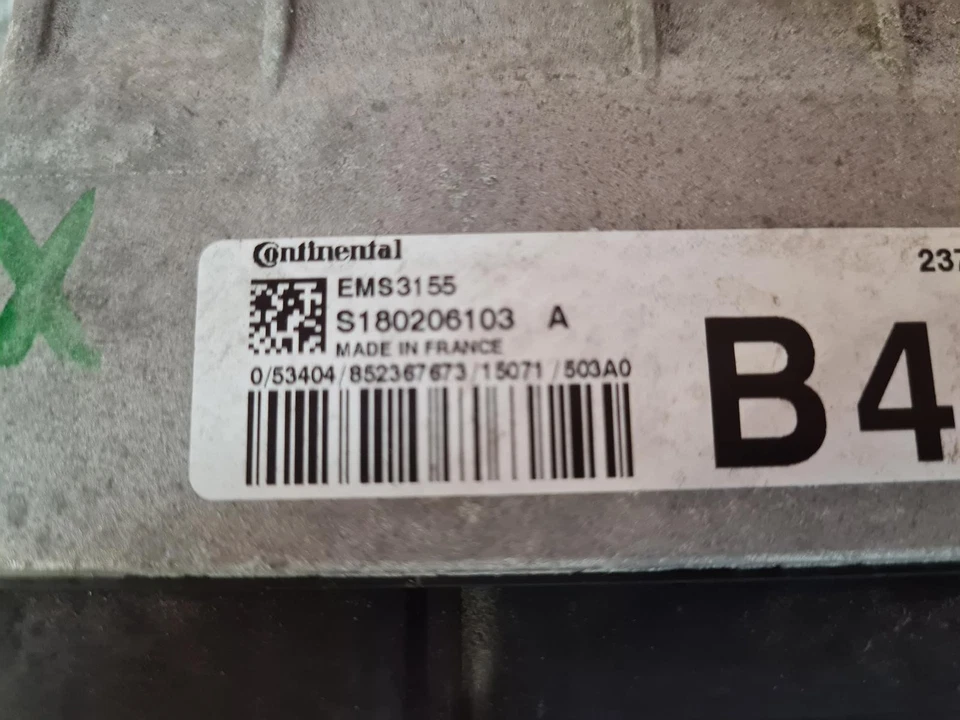 Continental
237
EMS3155
S180206103 A
MADE IN FRANCE
0/53404/852367673/15071/503A0
B4
X